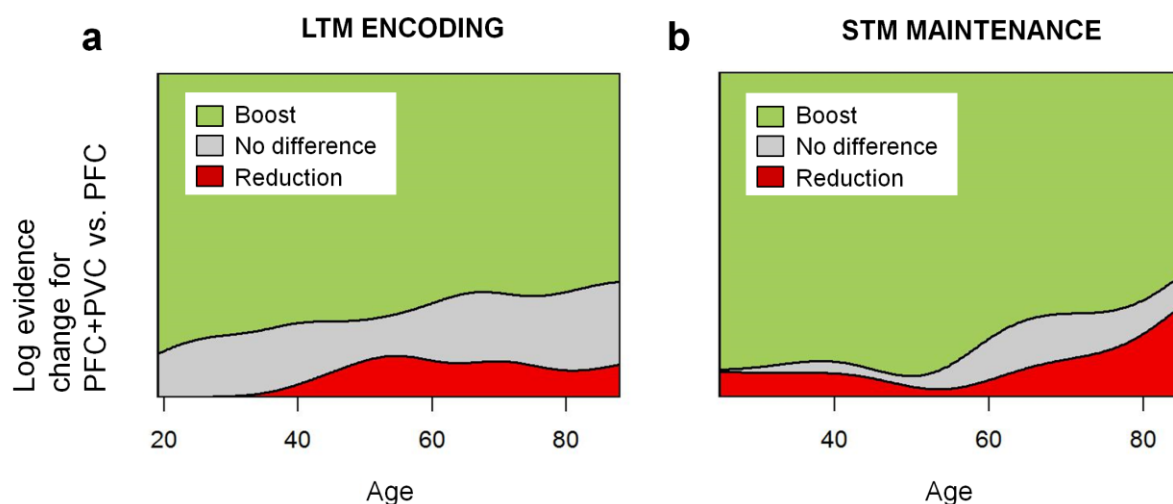 a
LTM ENCODING
b
STM MAINTENANCE
Boost
No difference
Reduction
Boost
No difference
Reduction
Log evidence
change for
PFC+PVC vs. PFC
20 40 60 80
Age
40 60 80
Age